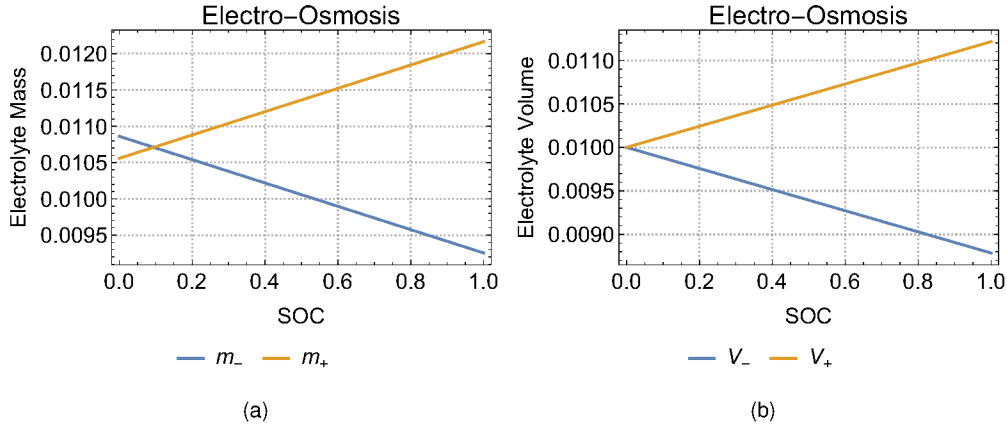 Electro-Osmosis
Electrolyte Mass
0.0120
0.0115
0.0110
0.0105
0.0100
0.0095
0.0 0.2 0.4 0.6 0.8 1.0
SOC
m₋ m₊
(a)
Electro-Osmosis
Electrolyte Volume
0.0110
0.0105
0.0100
0.0095
0.0090
0.0 0.2 0.4 0.6 0.8 1.0
SOC
V₋ V₊
(b)